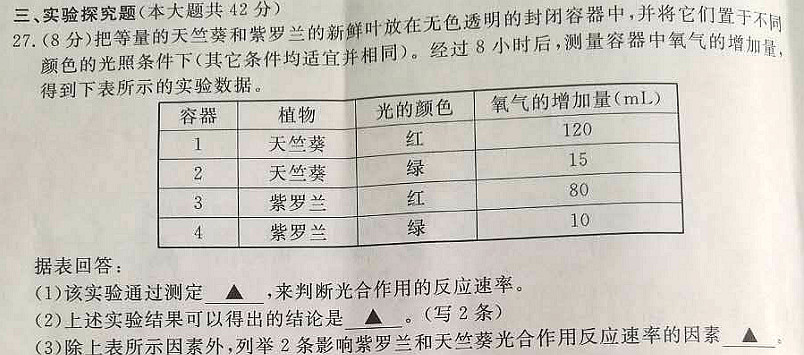 三、实验探究题(本大题共42分)
27.(8分)把等量的天竺葵和紫罗兰的新鲜叶放在无色透明的封闭容器中,并将它们置于不同
颜色的光照条件下(其它条件均适宜并相同)。经过8小时后,测量容器中氧气的增加量,
得到下表所示的实验数据。
容器 植物 光的颜色 氧气的增加量(mL)
1 天竺葵 红 120
2 天竺葵 绿 15
3 紫罗兰 红 80
4 紫罗兰 绿 10
据表回答:
(1)该实验通过测定 ▲ ,来判断光合作用的反应速率。
(2)上述实验结果可以得出的结论是 ▲ 。(写2条)
(3)除上表所示因素外,列举2条影响紫罗兰和天竺葵光合作用反应速率的因素 ▲ 。